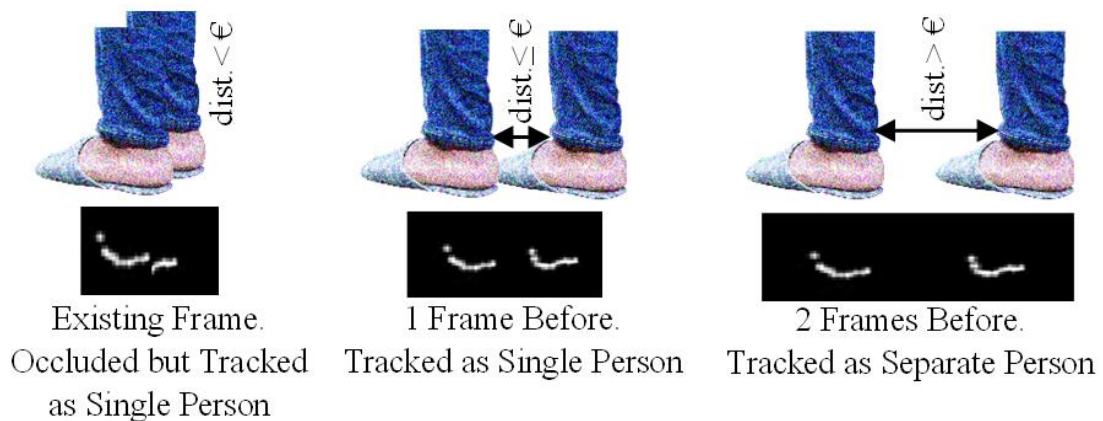 dist. < €
dist. ≤ €
dist. > €
Existing Frame.
Occluded but Tracked
as Single Person
1 Frame Before.
Tracked as Single Person
2 Frames Before.
Tracked as Separate Person